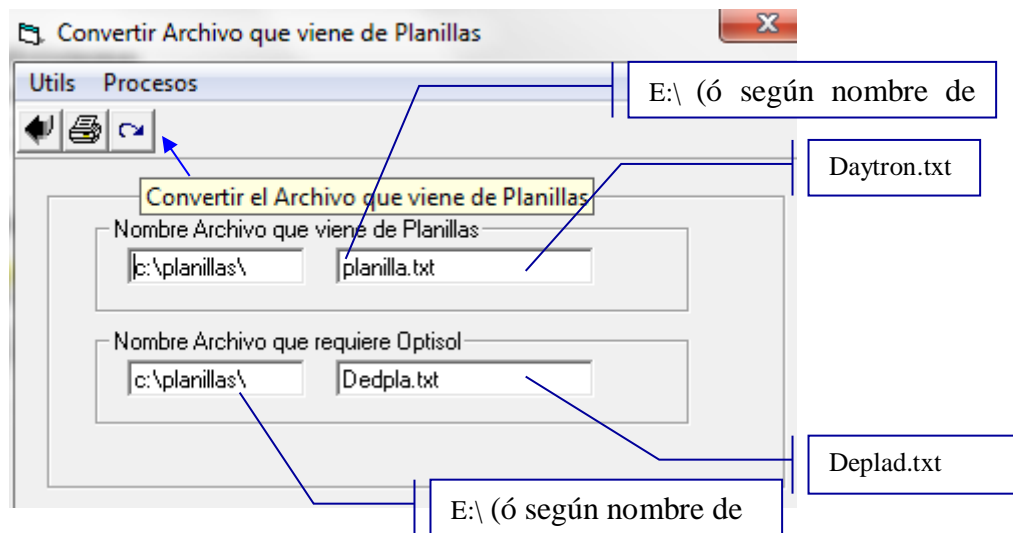 Convertir Archivo que viene de Planillas
Utils Procesos
E:\ (ó según nombre de
Daytron.txt
Convertir el Archivo que viene de Planillas
Nombre Archivo que viene de Planillas
c:\planillas\ planilla.txt
Nombre Archivo que requiere Optisol
c:\planillas\ Dedpla.txt
Deplad.txt
E:\ (ó según nombre de